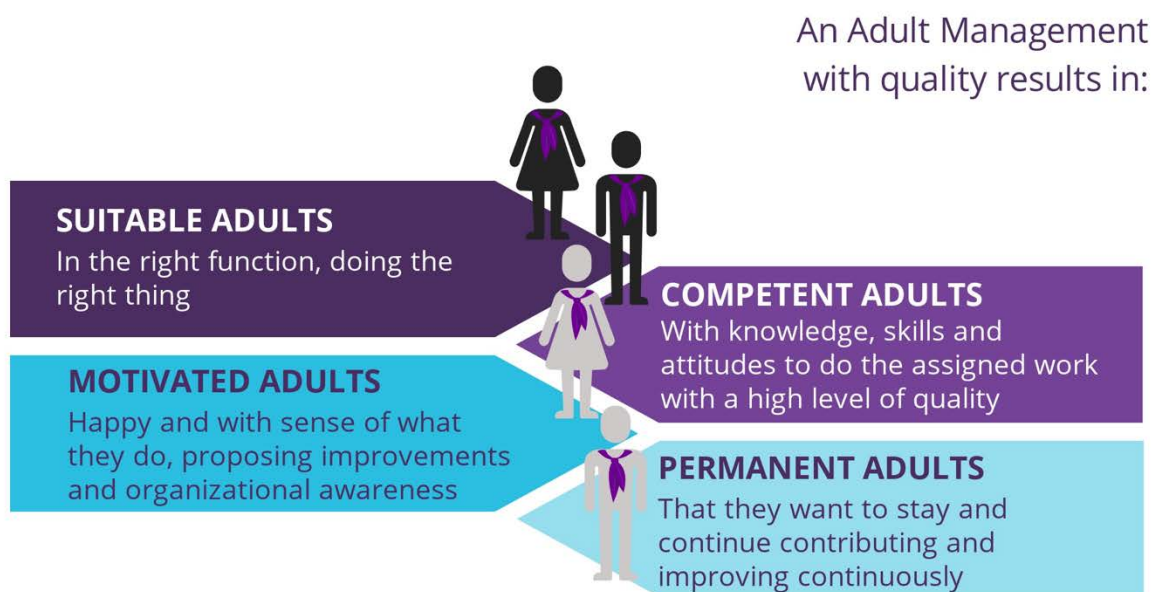 An Adult Management
with quality results in:
SUITABLE ADULTS
In the right function, doing the
right thing
COMPETENT ADULTS
With knowledge, skills and
attitudes to do the assigned work
with a high level of quality
MOTIVATED ADULTS
Happy and with sense of what
they do, proposing improvements
and organizational awareness
PERMANENT ADULTS
That they want to stay and
continue contributing and
improving continuously